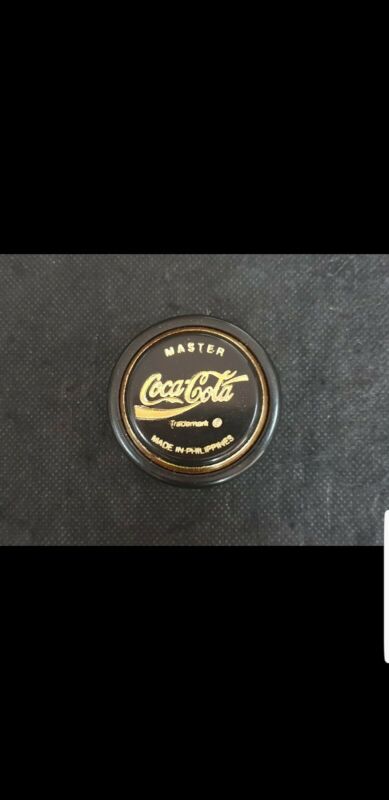 MASTER
Coca-Cola
Trademark ®
MADE IN PHILIPPINES